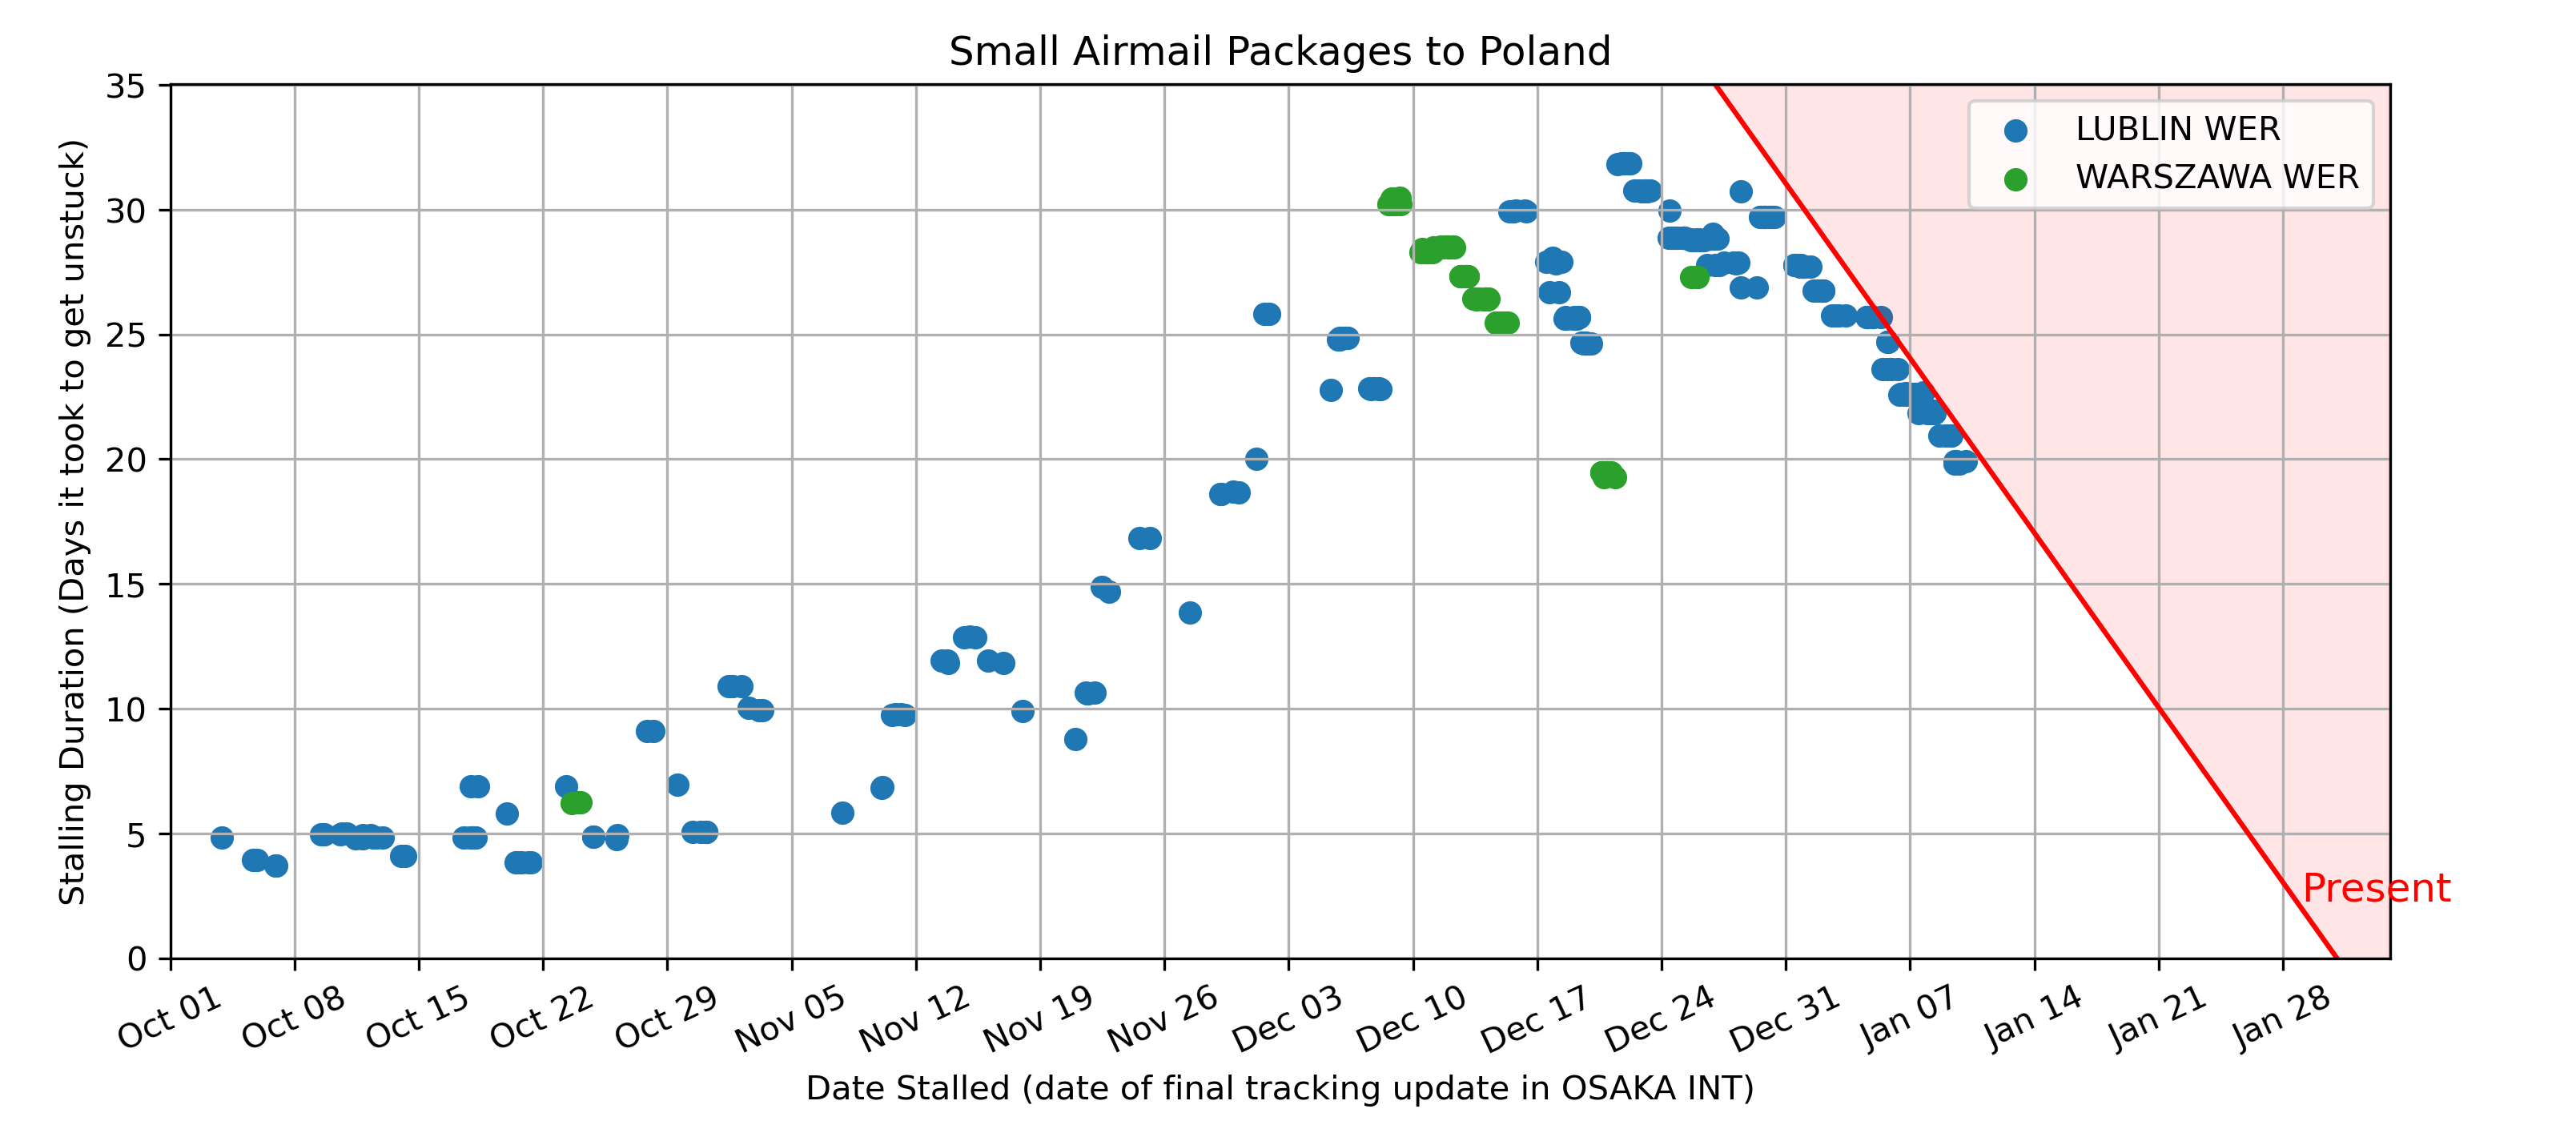 Small Airmail Packages to Poland
Stalling Duration (Days it took to get unstuck)
35
30
25
20
15
10
5
0
LUBLIN WER
WARSZAWA WER
Present
Oct 01
Oct 08
Oct 15
Oct 22
Oct 29
Nov 05
Nov 12
Nov 19
Nov 26
Dec 03
Dec 10
Dec 17
Dec 24
Dec 31
Jan 07
Jan 14
Jan 21
Jan 28
Date Stalled (date of final tracking update in OSAKA INT)